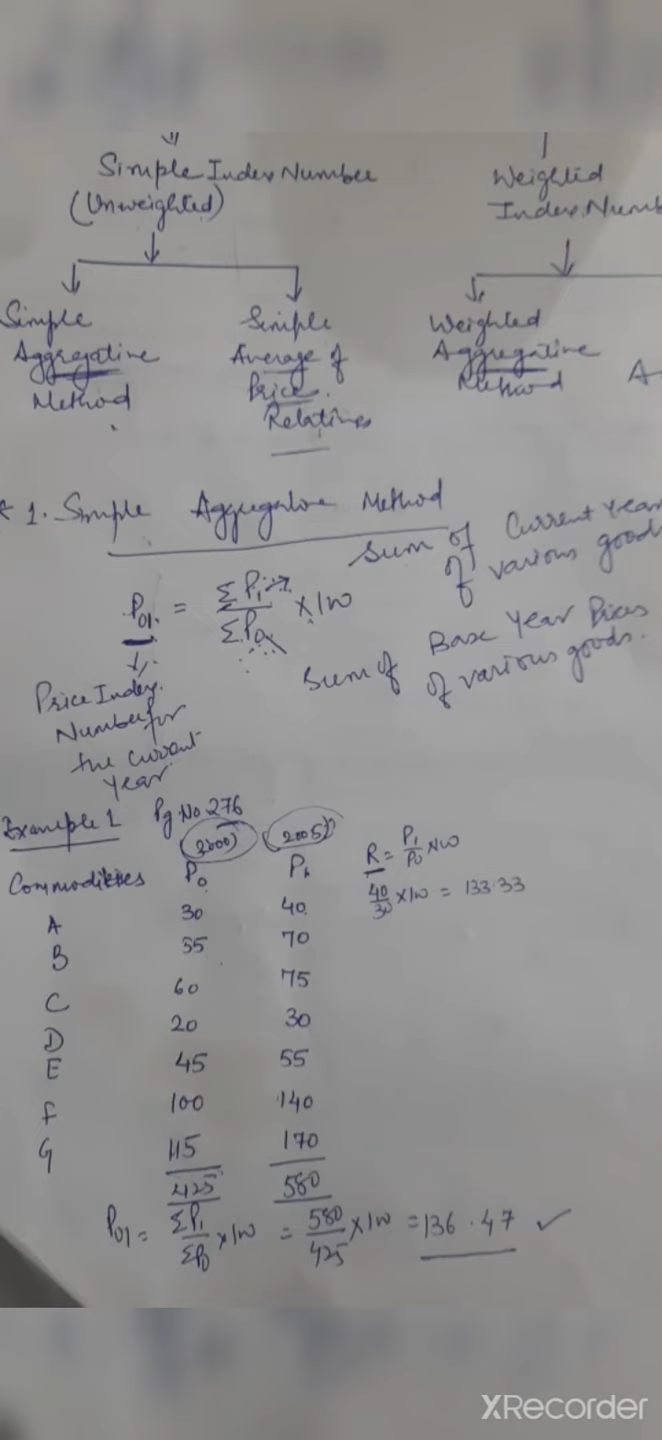 Simple Index Number
(Unweighted)
Weighted
Index Numb
Simple
Aggregative
Method
Simple
Average of
Price
Relatives
Weighted
Aggregative
Method
A
1. Simple Aggregative Method
P01 = ΣP1 / ΣP0 × 100
Sum of Current Year
of various good
Sum of Base Year Prices
of various goods.
Price Index
Number for
the current
year
Example 1 Pg. No 276
(2000) (2005)
Commodities P0 P1
R = P1/P0 × 100
A 30 40
40/30 × 100 = 133.33
B 55 70
C 60 75
D 20 30
E 45 55
F 100 140
G 115 170
425 580
P01 = ΣP1/ΣP0 × 100 = 580/425 × 100 = 136.47 ✓
XRecorder